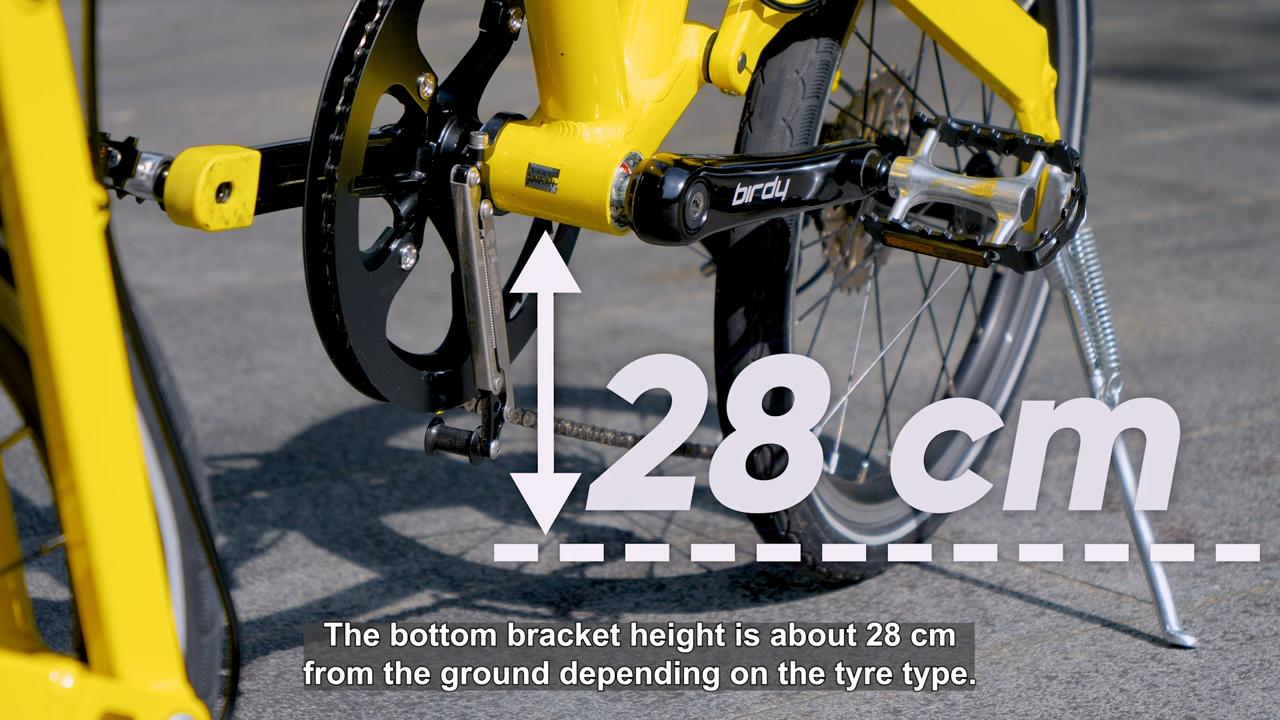 birdy
28 cm
The bottom bracket height is about 28 cm
from the ground depending on the tyre type.